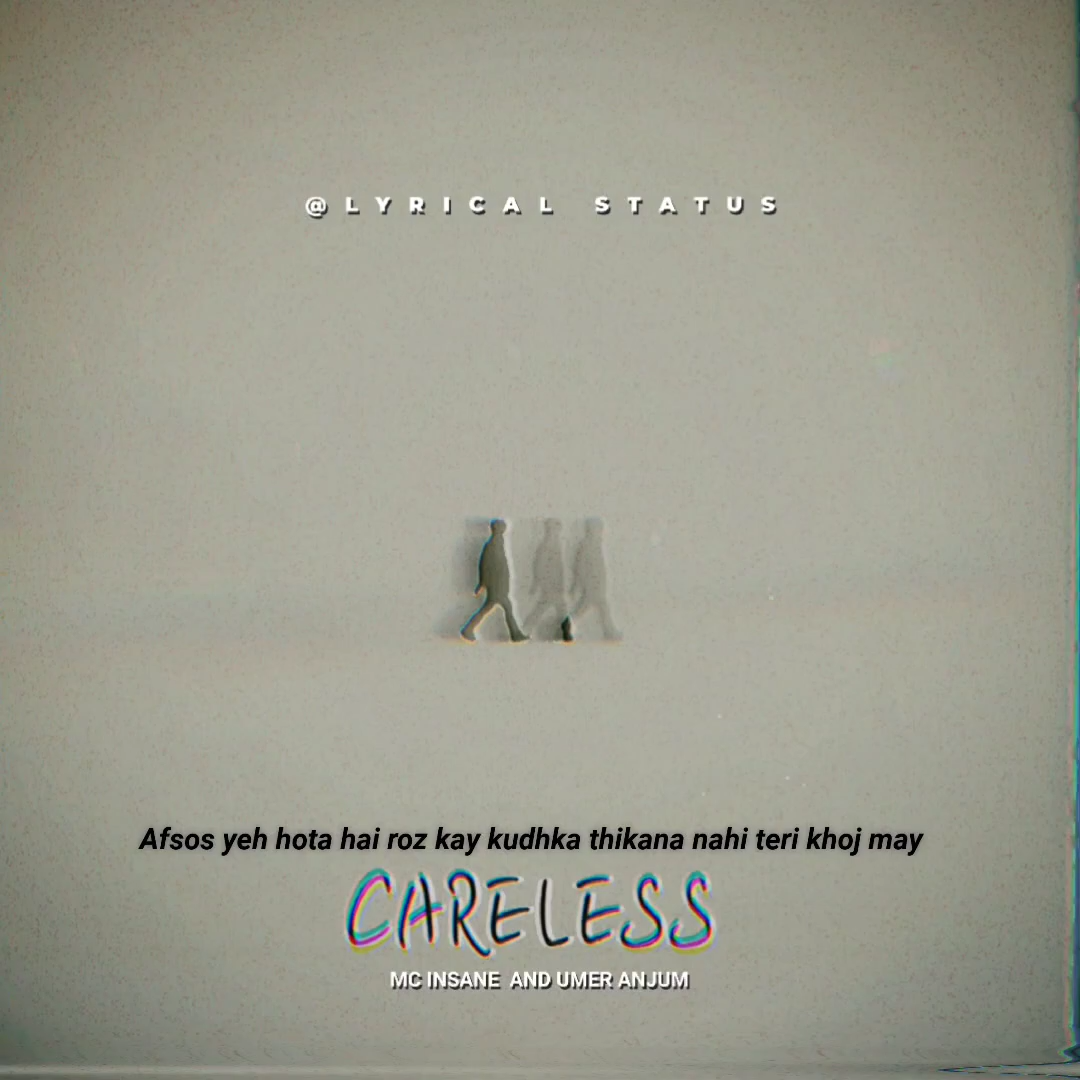 @LYRICAL STATUS
Afsos yeh hota hai roz kay kudhka thikana nahi teri khoj may
CARELESS
MC INSANE AND UMER ANJUM